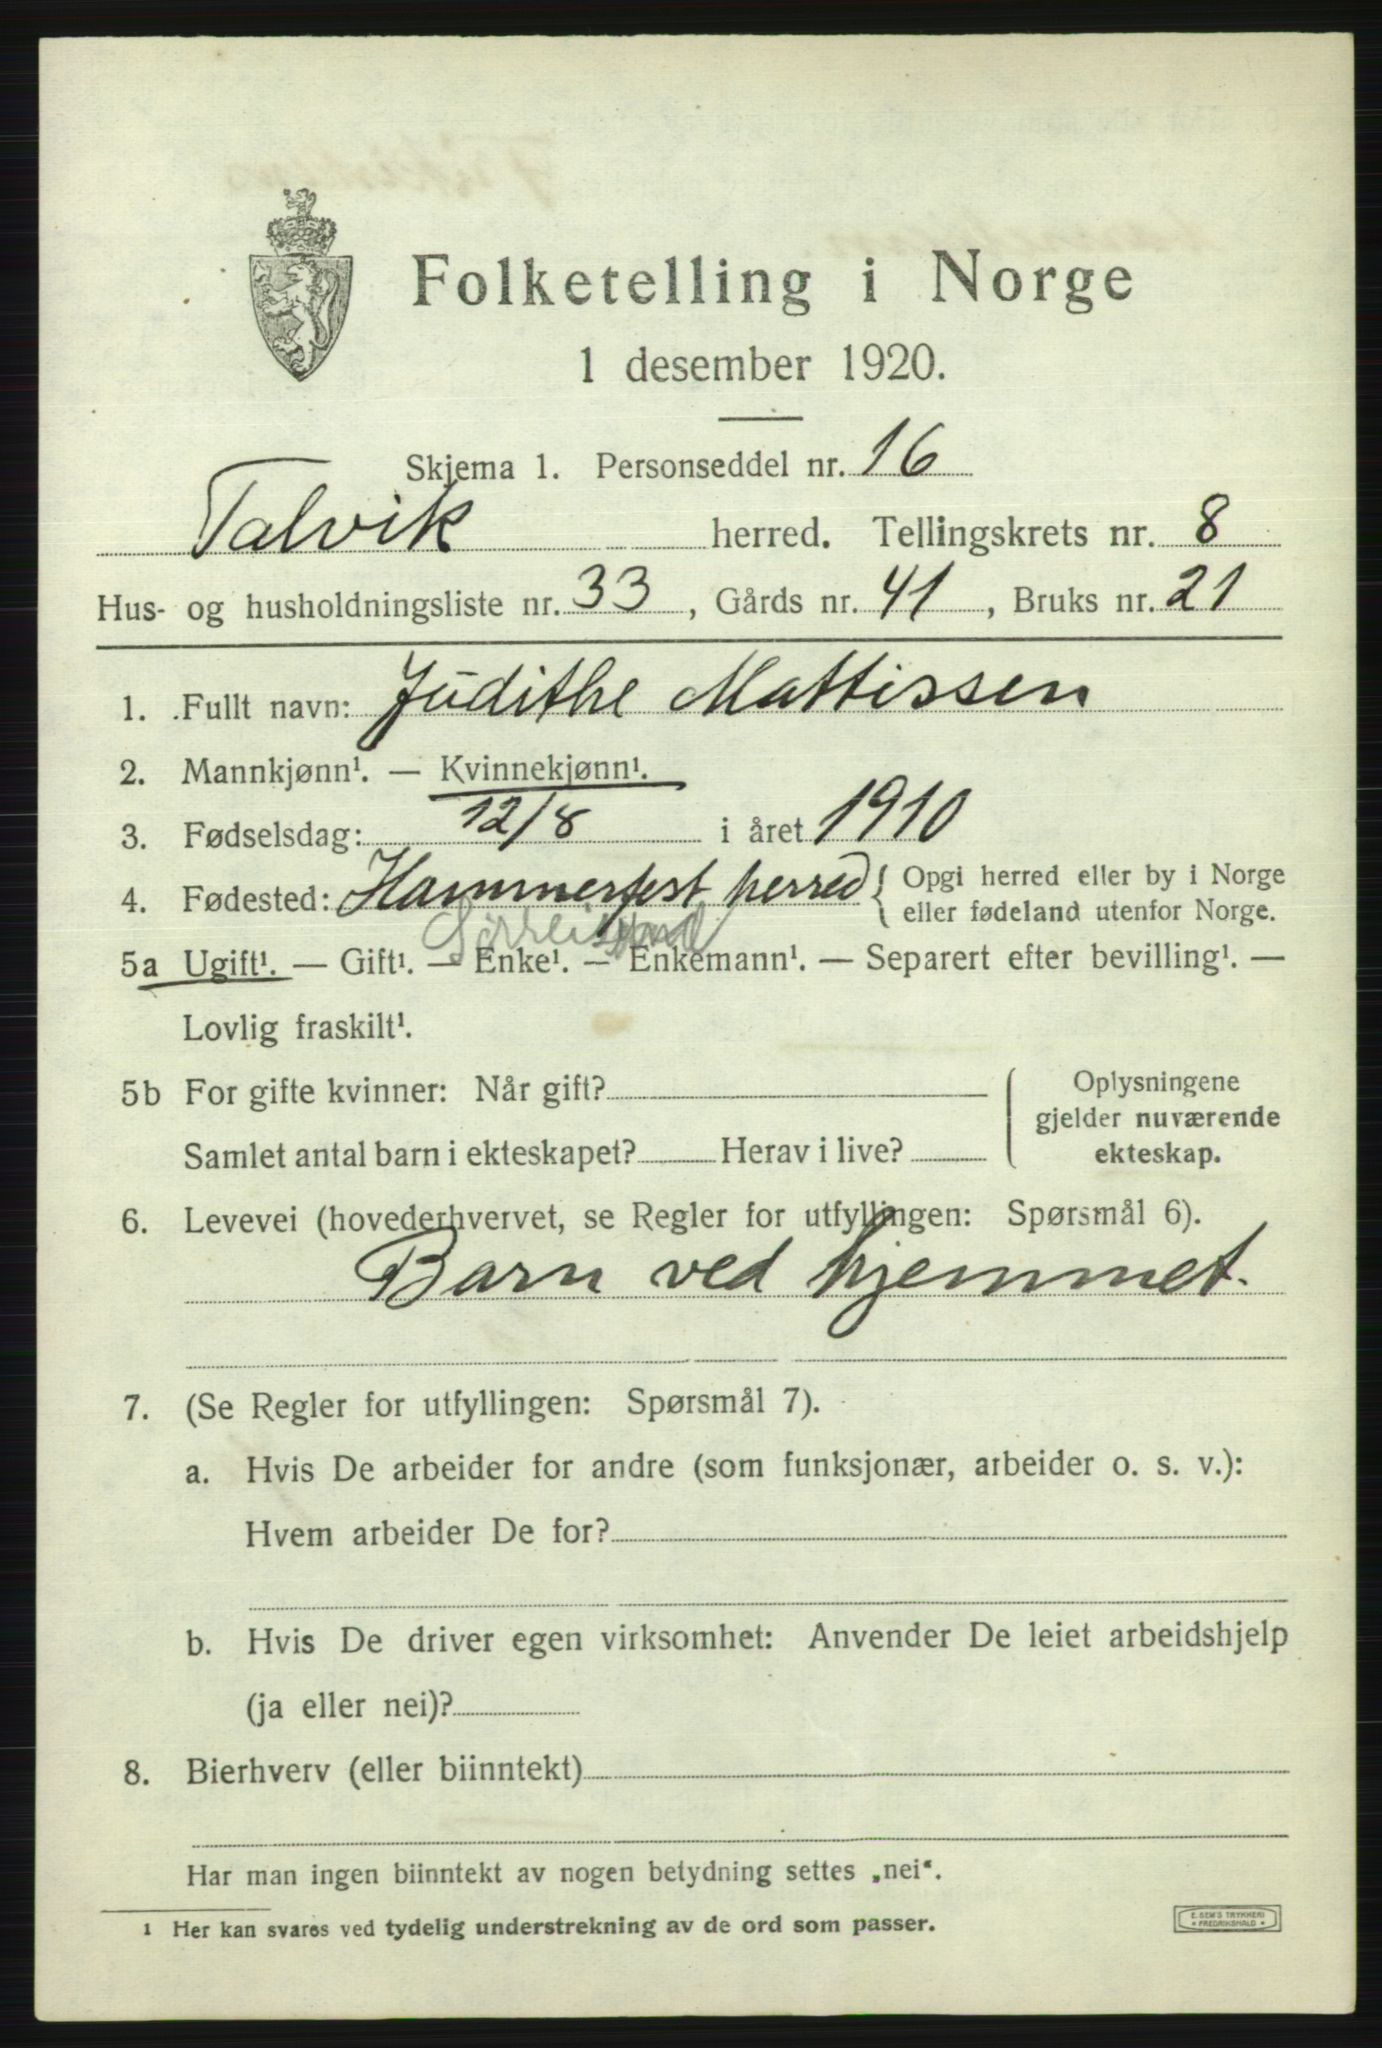 Folketelling i Norge
1 desember 1920.
Skjema 1. Personseddel nr. 16
Talvik herred. Tellingskrets nr. 8
Hus- og husholdningsliste nr. 33, Gårds nr. 41, Bruks nr. 21
1. Fullt navn: Judithe Mattissen
2. Mannkjønn¹. — Kvinnekjønn¹.
3. Fødselsdag: 12/8 i året 1910
4. Fødested: Hammerfest herred { Opgi herred eller by i Norge
eller fødeland utenfor Norge.
5a Ugift¹. — Gift¹. — Enke¹. — Enkemann¹. — Separert efter bevilling¹. —
Lovlig fraskilt¹.
5b For gifte kvinner: Når gift?
Samlet antal barn i ekteskapet? Herav i live?
Oplysningene
gjelder nuværende
ekteskap.
6. Levevei (hovederhvervet, se Regler for utfyllingen: Spørsmål 6).
Barn ved hjemmet.
7. (Se Regler for utfyllingen: Spørsmål 7).
a. Hvis De arbeider for andre (som funksjonær, arbeider o. s. v.):
Hvem arbeider De for?
b. Hvis De driver egen virksomhet: Anvender De leiet arbeidshjelp
(ja eller nei)?
8. Bierhverv (eller biinntekt)
Har man ingen biinntekt av nogen betydning settes „nei“.
¹ Her kan svares ved tydelig understrekning av de ord som passer.
E. SEM'S TRYKKERI
FREDRIKSHALD